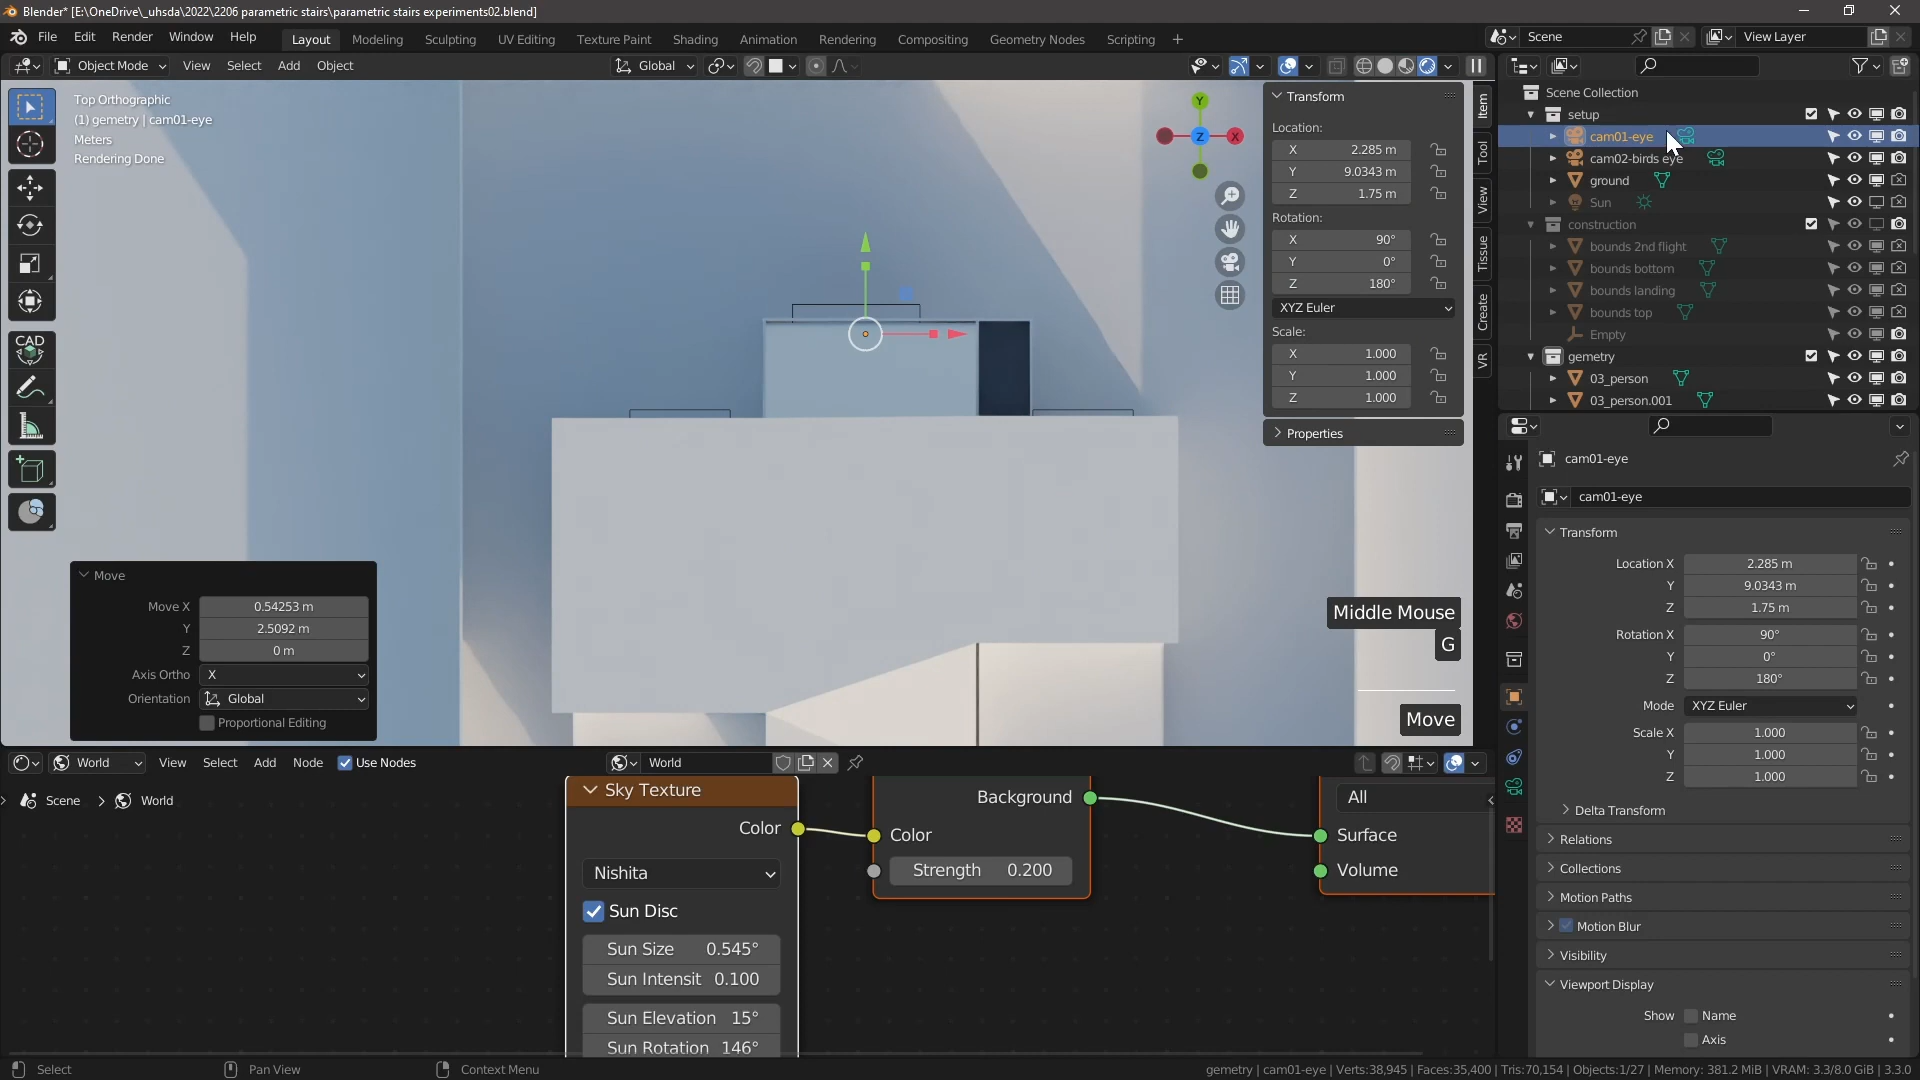 Blender* [E:\OneDrive\_uhsda\2022\2206 parametric stairs\parametric stairs experiments02.blend]
File Edit Render Window Help Layout Modeling Sculpting UV Editing Texture Paint Shading Animation Rendering Compositing Geometry Nodes Scripting + Scene View Layer
Object Mode View Select Add Object Global
Top Orthographic
(1) gemetry | cam01-eye
Meters
Rendering Done
Y
X
Z
Transform
Location:
X 2.285 m
Y 9.0343 m
Z 1.75 m
Rotation:
X 90°
Y 0°
Z 180°
XYZ Euler
Scale:
X 1.000
Y 1.000
Z 1.000
Properties
Item
Tool
View
Tissue
Create
VR
CAD
Scene Collection
setup
cam01-eye
cam02-birds eye
ground
Sun
construction
bounds 2nd flight
bounds bottom
bounds landing
bounds top
Empty
gemetry
03_person
03_person.001
Move
Move X 0.54253 m
Y 2.5092 m
Z 0 m
Axis Ortho X
Orientation Global
Proportional Editing
Middle Mouse
G
Move
cam01-eye
cam01-eye
Transform
Location X 2.285 m
Y 9.0343 m
Z 1.75 m
Rotation X 90°
Y 0°
Z 180°
Mode XYZ Euler
Scale X 1.000
Y 1.000
Z 1.000
Delta Transform
Relations
Collections
Motion Paths
Motion Blur
Visibility
Viewport Display
Show Name
Axis
World View Select Add Node Use Nodes World
Scene > World
Sky Texture
Color
Nishita
Sun Disc
Sun Size 0.545°
Sun Intensit 0.100
Sun Elevation 15°
Sun Rotation 146°
Background
Color
Strength 0.200
All
Surface
Volume
Select Pan View Context Menu gemetry | cam01-eye | Verts:38,945 | Faces:35,400 | Tris:70,154 | Objects:1/27 | Memory: 381.2 MiB | VRAM: 3.3/8.0 GiB | 3.3.0